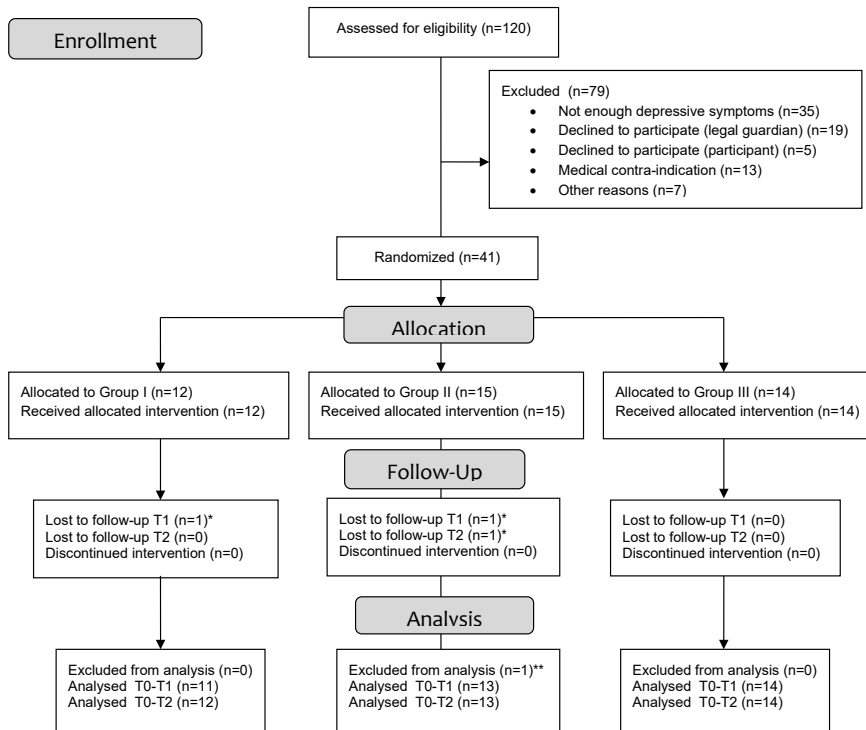 Enrollment
Assessed for eligibility (n=120)
Excluded (n=79)
• Not enough depressive symptoms (n=35)
• Declined to participate (legal guardian) (n=19)
• Declined to participate (participant) (n=5)
• Medical contra-indication (n=13)
• Other reasons (n=7)
Randomized (n=41)
Allocation
Allocated to Group I (n=12)
Received allocated intervention (n=12)
Allocated to Group II (n=15)
Received allocated intervention (n=15)
Allocated to Group III (n=14)
Received allocated intervention (n=14)
Follow-Up
Lost to follow-up T1 (n=1)*
Lost to follow-up T2 (n=0)
Discontinued intervention (n=0)
Lost to follow-up T1 (n=1)*
Lost to follow-up T2 (n=1)*
Discontinued intervention (n=0)
Lost to follow-up T1 (n=0)
Lost to follow-up T2 (n=0)
Discontinued intervention (n=0)
Analysis
Excluded from analysis (n=0)
Analysed T0-T1 (n=11)
Analysed T0-T2 (n=12)
Excluded from analysis (n=1)**
Analysed T0-T1 (n=13)
Analysed T0-T2 (n=13)
Excluded from analysis (n=0)
Analysed T0-T1 (n=14)
Analysed T0-T2 (n=14)